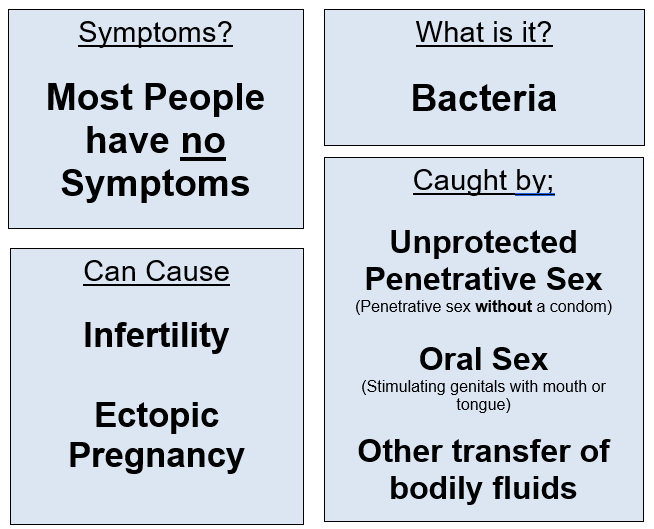 Symptoms?
Most People
have no
Symptoms
What is it?
Bacteria
Can Cause
Infertility
Ectopic
Pregnancy
Caught by;
Unprotected
Penetrative Sex
(Penetrative sex without a condom)
Oral Sex
(Stimulating genitals with mouth or
tongue)
Other transfer of
bodily fluids